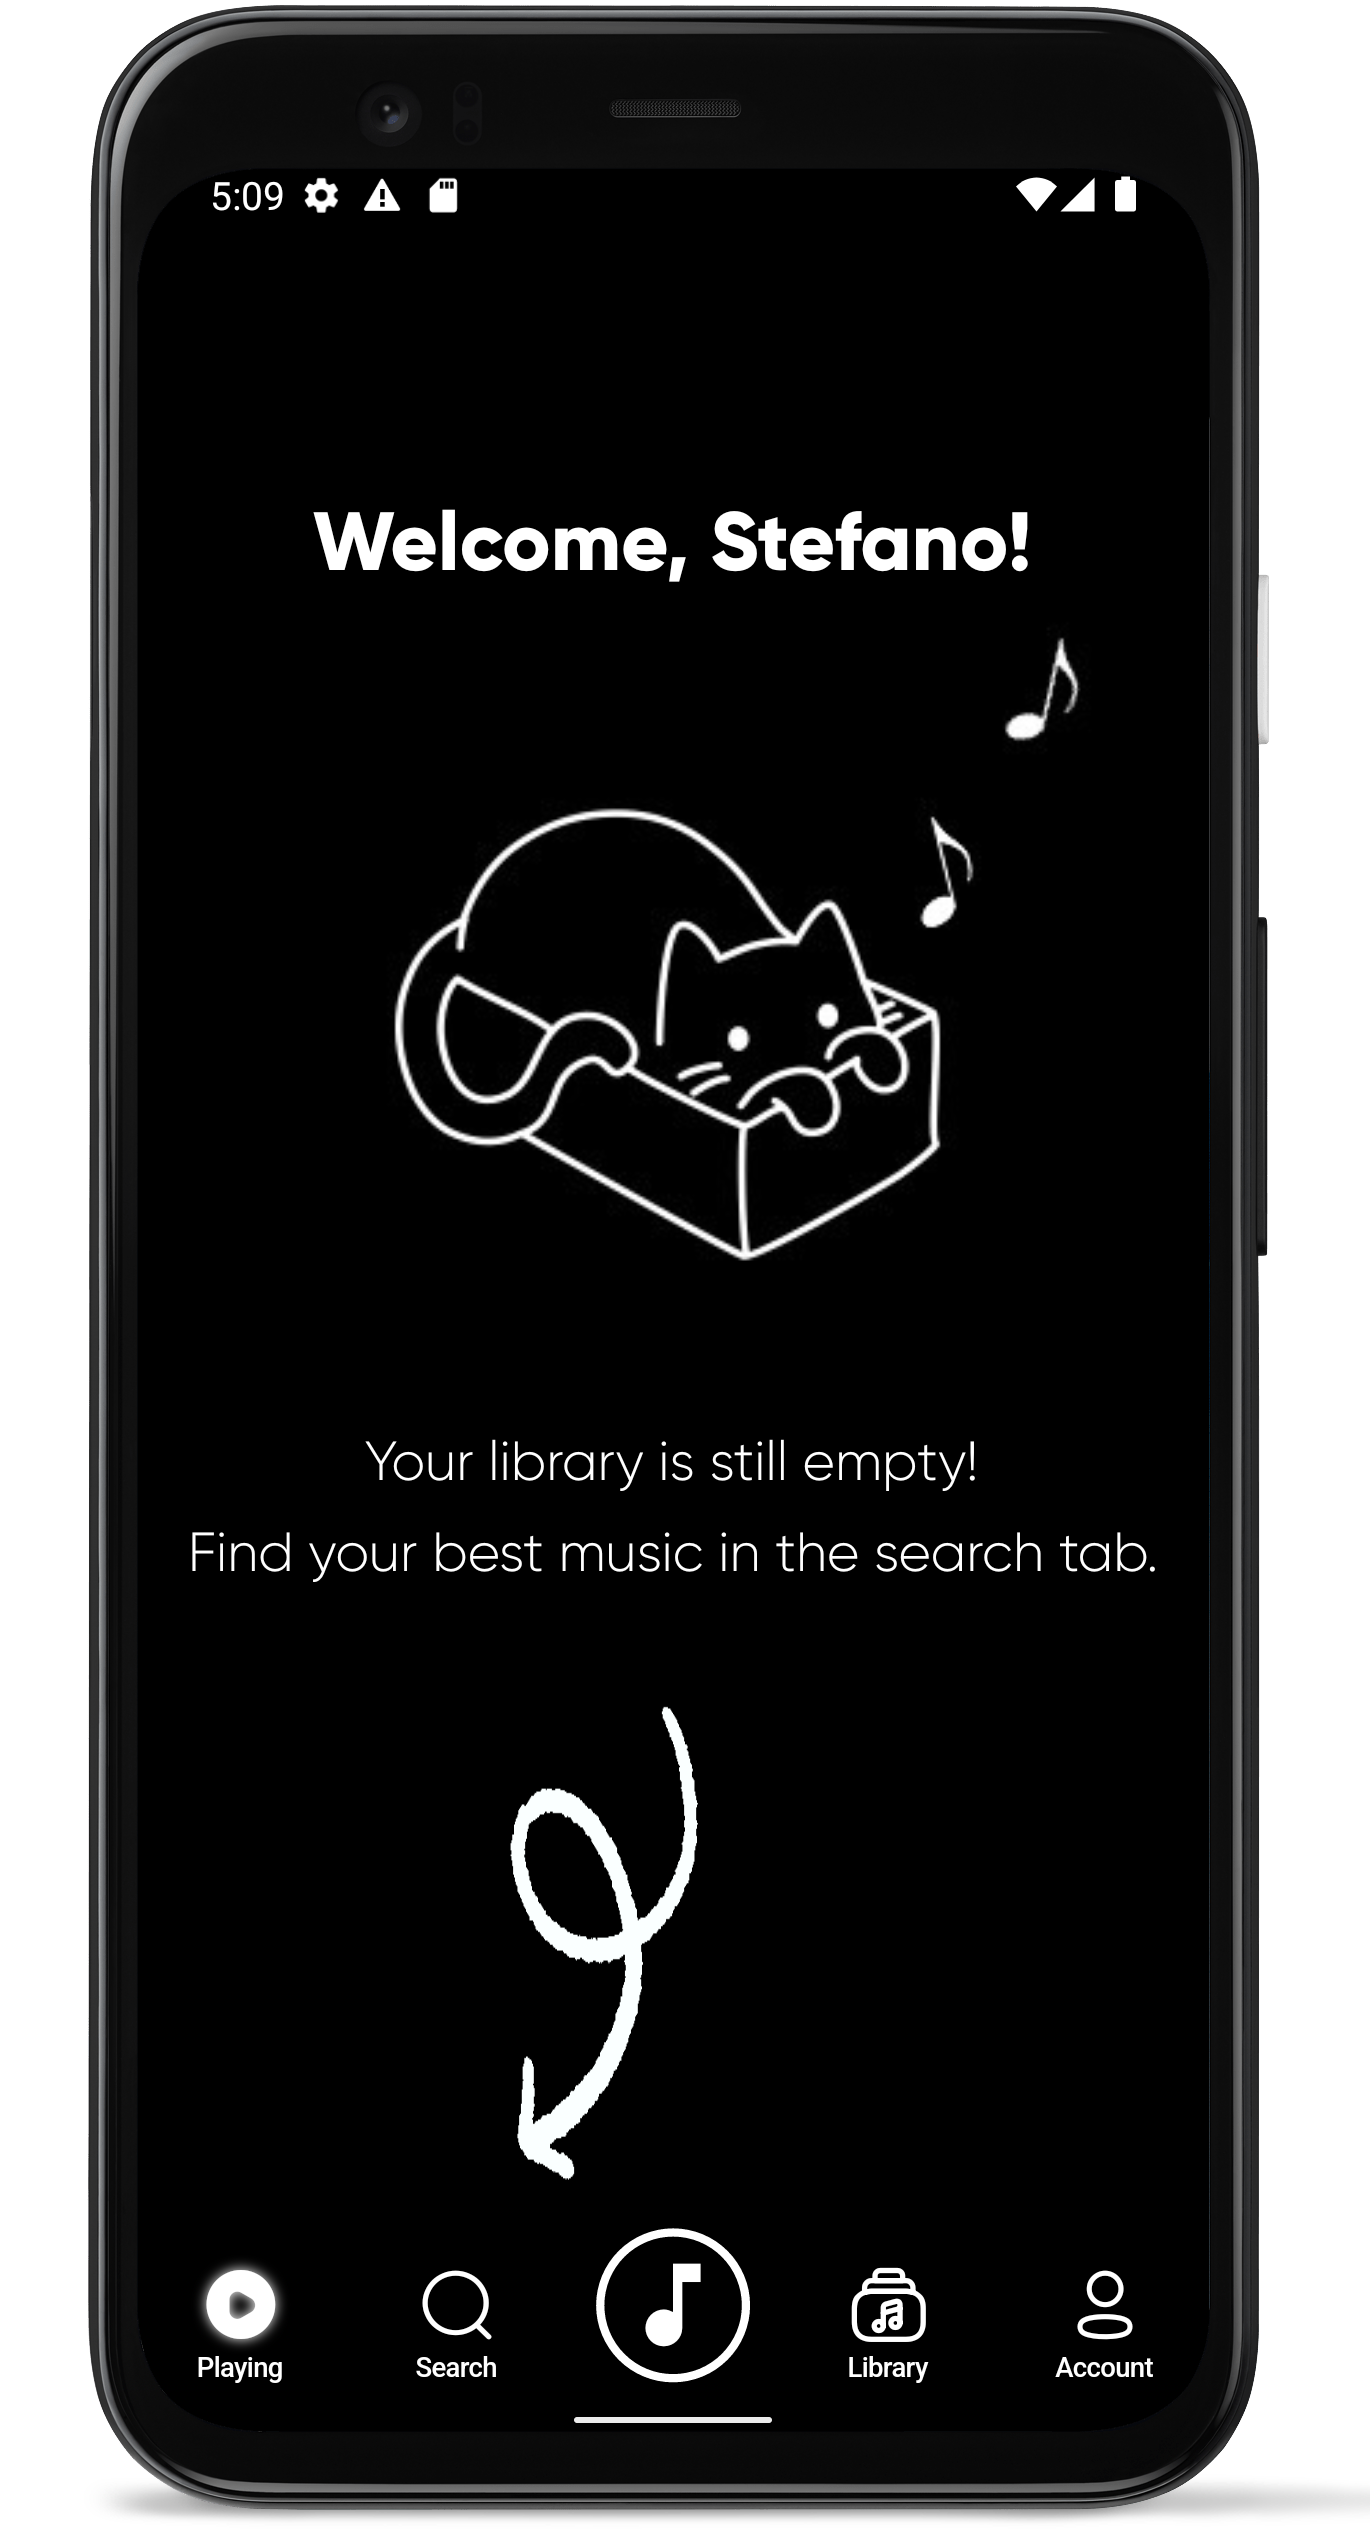 5:09
Welcome, Stefano!
Your library is still empty!
Find your best music in the search tab.
Playing
Search
Library
Account